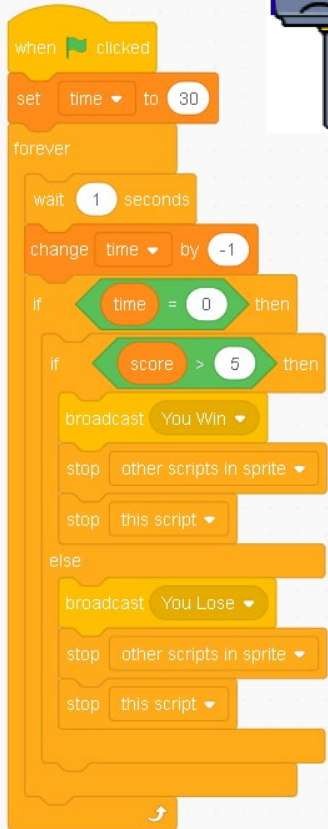 when clicked
set time to 30
forever
wait 1 seconds
change time by -1
if time = 0 then
if score > 5 then
broadcast You Win
stop other scripts in sprite
stop this script
else
broadcast You Lose
stop other scripts in sprite
stop this script